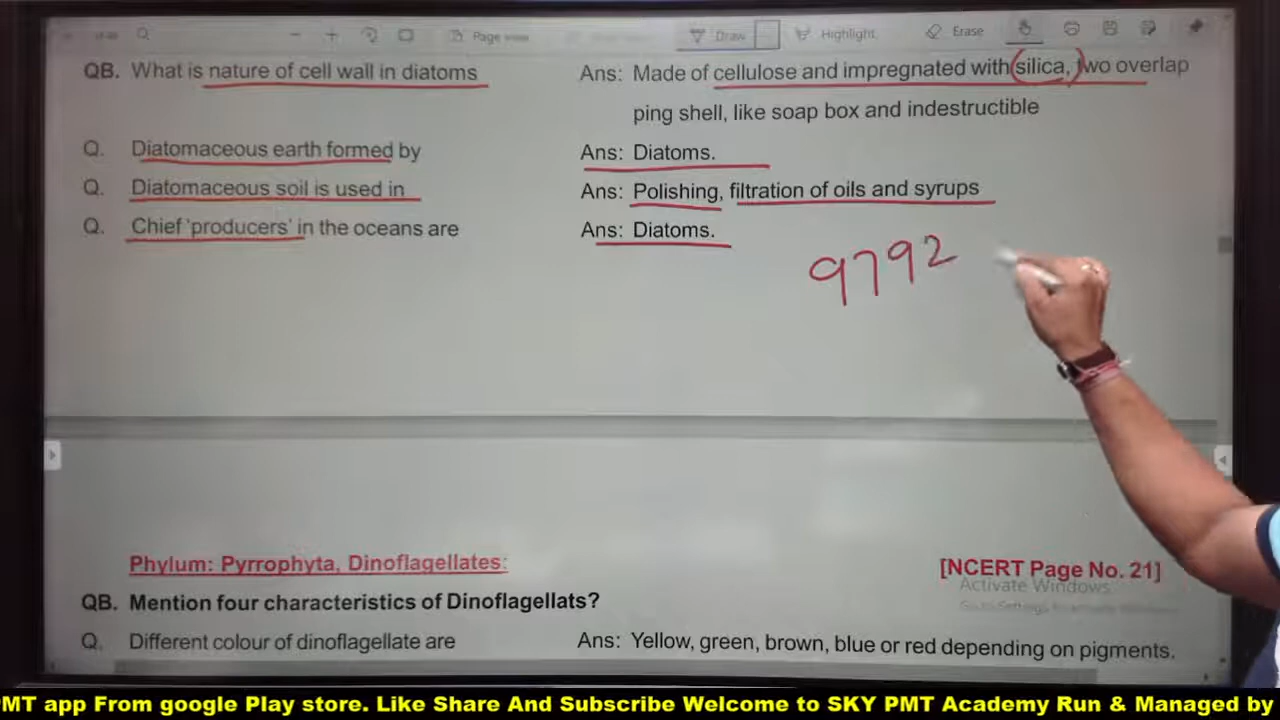 Page view Draw Highlight Erase
QB. What is nature of cell wall in diatoms Ans: Made of cellulose and impregnated with silica, two overlap
ping shell, like soap box and indestructible
Q. Diatomaceous earth formed by Ans: Diatoms.
Q. Diatomaceous soil is used in Ans: Polishing, filtration of oils and syrups
Q. Chief 'producers' in the oceans are Ans: Diatoms.
9792
Phylum: Pyrrophyta, Dinoflagellates: [NCERT Page No. 21]
Activate Windows
QB. Mention four characteristics of Dinoflagellats?
Q. Different colour of dinoflagellate are Ans: Yellow, green, brown, blue or red depending on pigments.
PMT app From google Play store. Like Share And Subscribe Welcome to SKY PMT Academy Run & Managed by